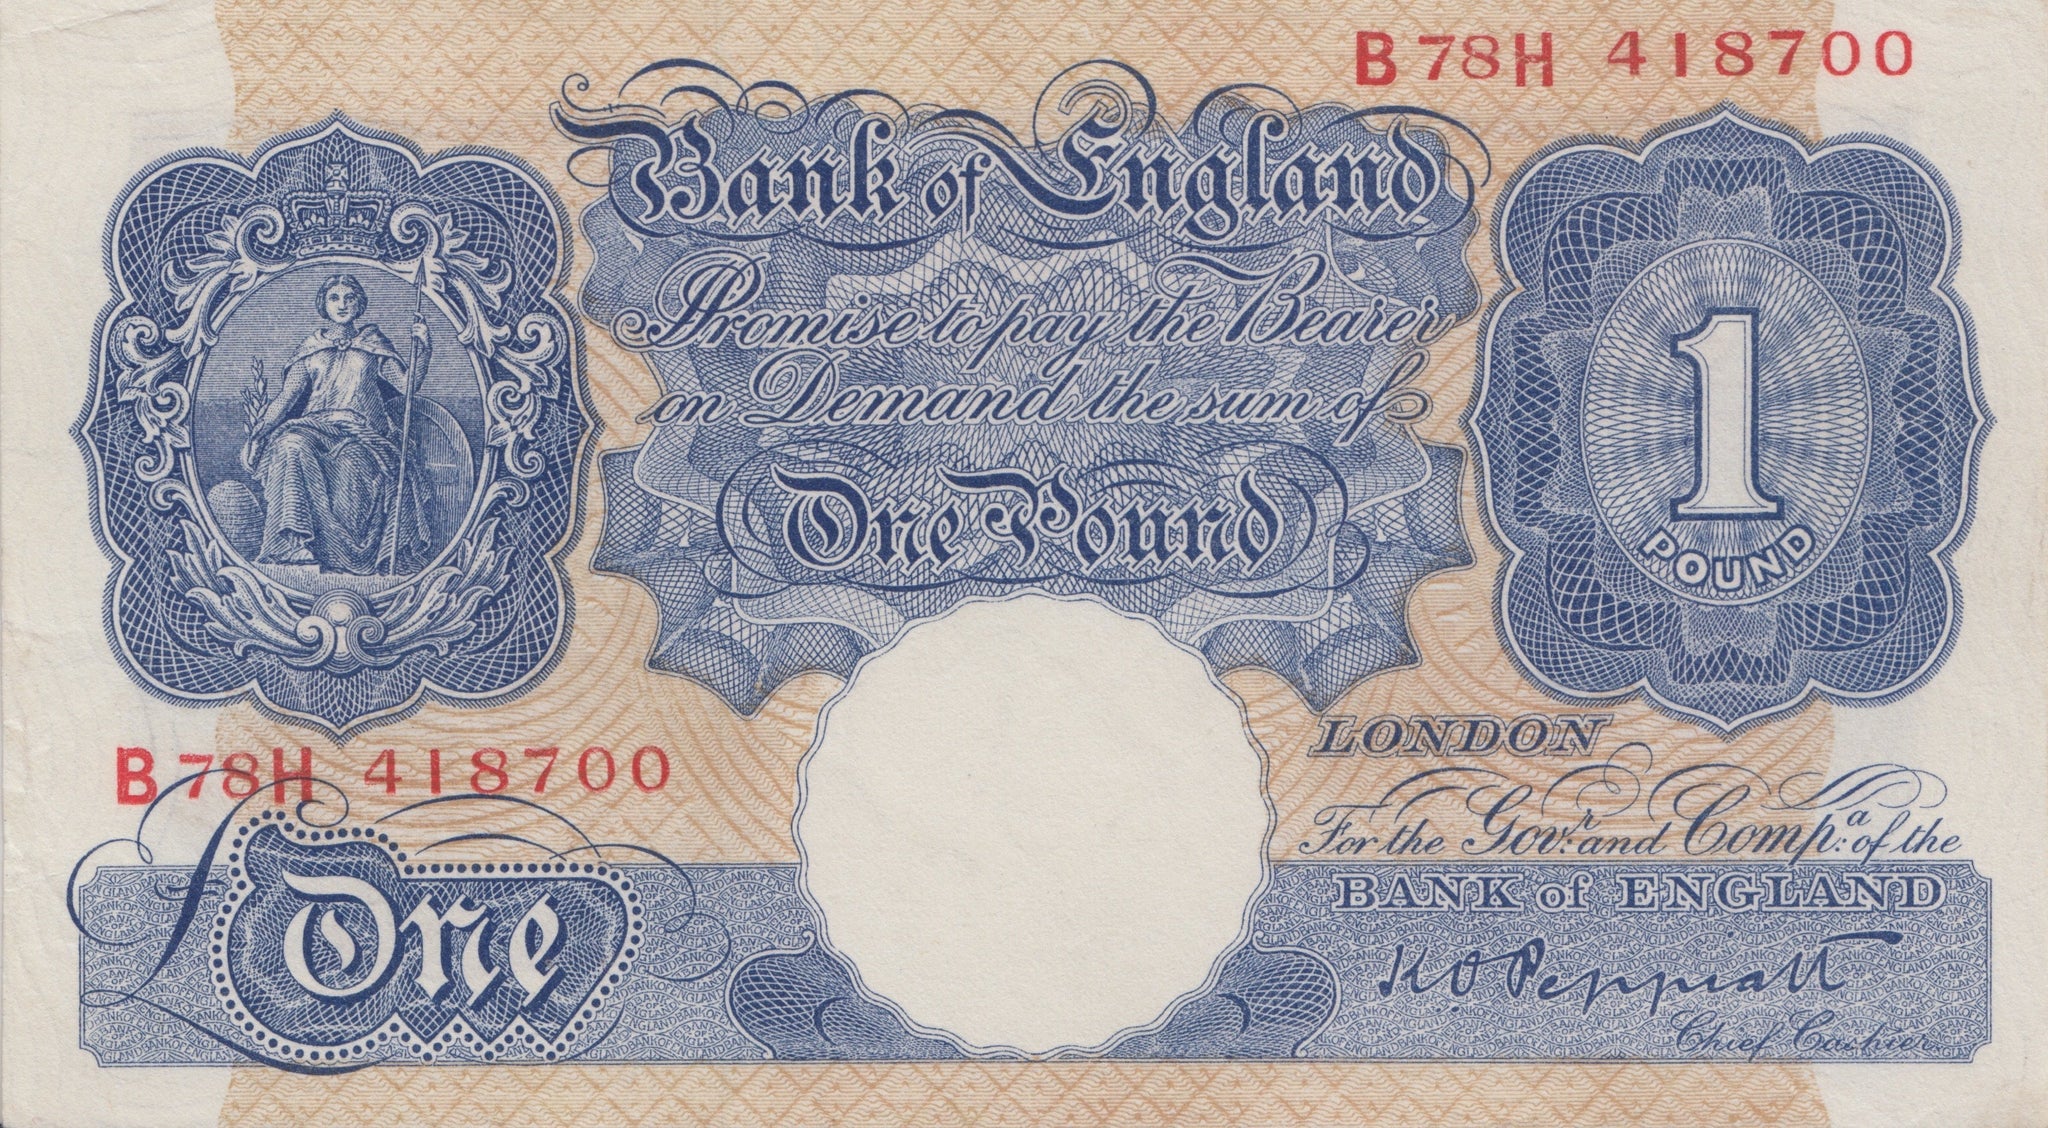 B78H 418700
Bank of England
Promise to pay the Bearer
on Demand the sum of
One Pound
1
POUND
LONDON
B78H 418700
For the Govr: and Compa: of the
£One
BANK of ENGLAND
K O Peppiatt
Chief Cashier